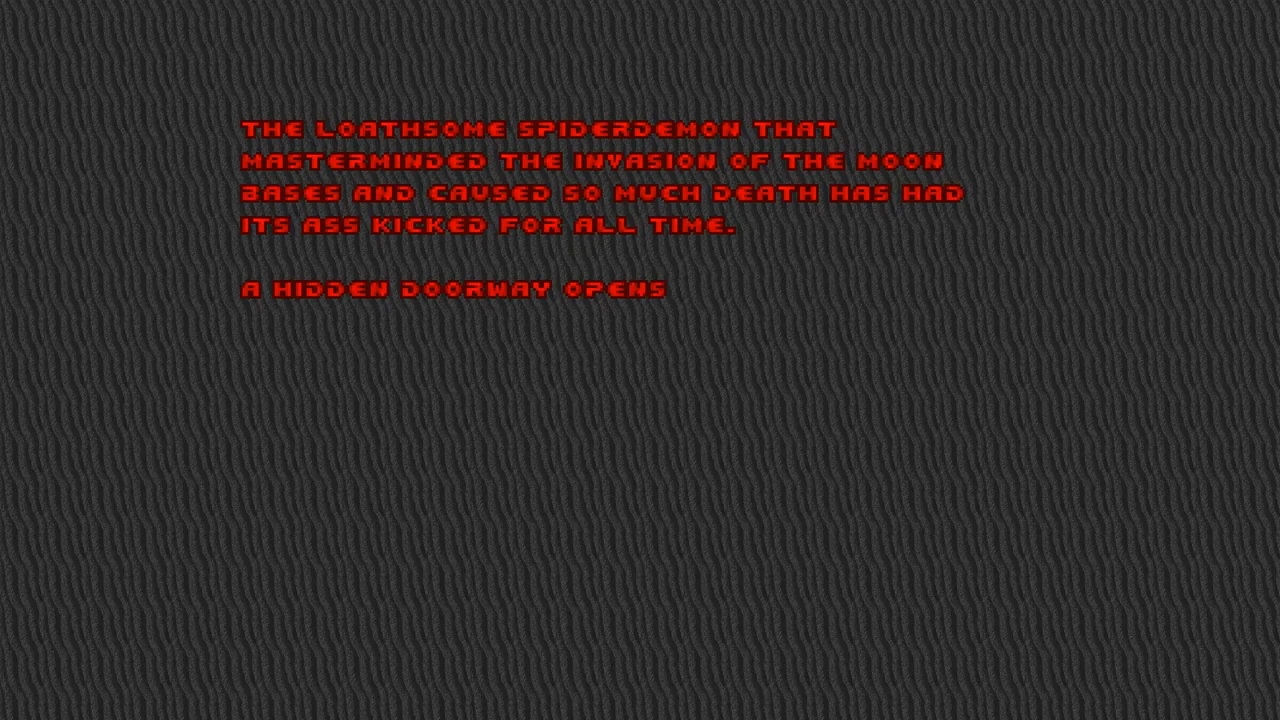 THE LOATHSOME SPIDERDEMON THAT
MASTERMINDED THE INVASION OF THE MOON
BASES AND CAUSED SO MUCH DEATH HAS HAD
ITS ASS KICKED FOR ALL TIME.
A HIDDEN DOORWAY OPENS